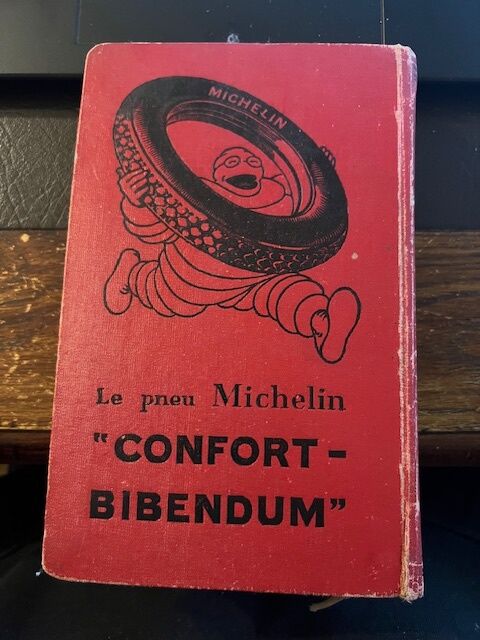 MICHELIN
Le pneu Michelin
"CONFORT-
BIBENDUM"